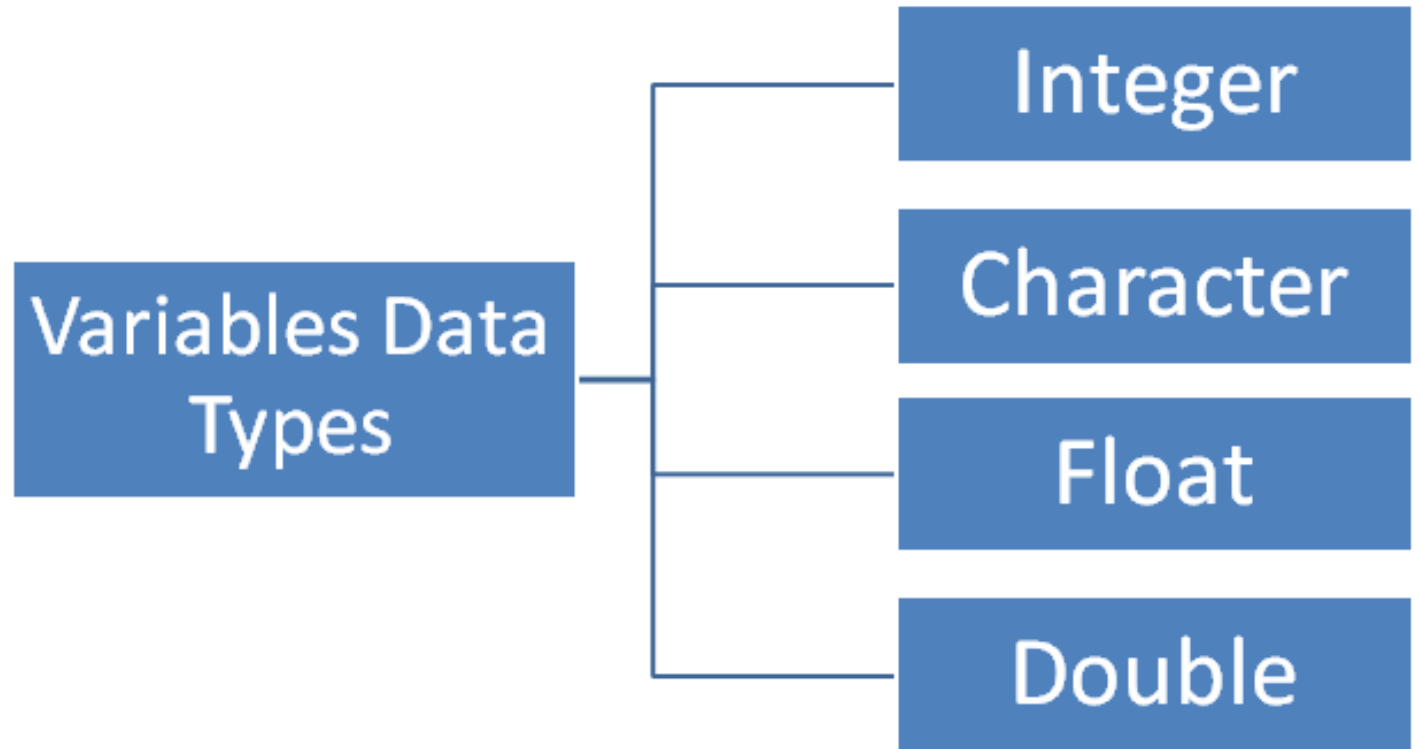 Variables Data
Types
Integer
Character
Float
Double